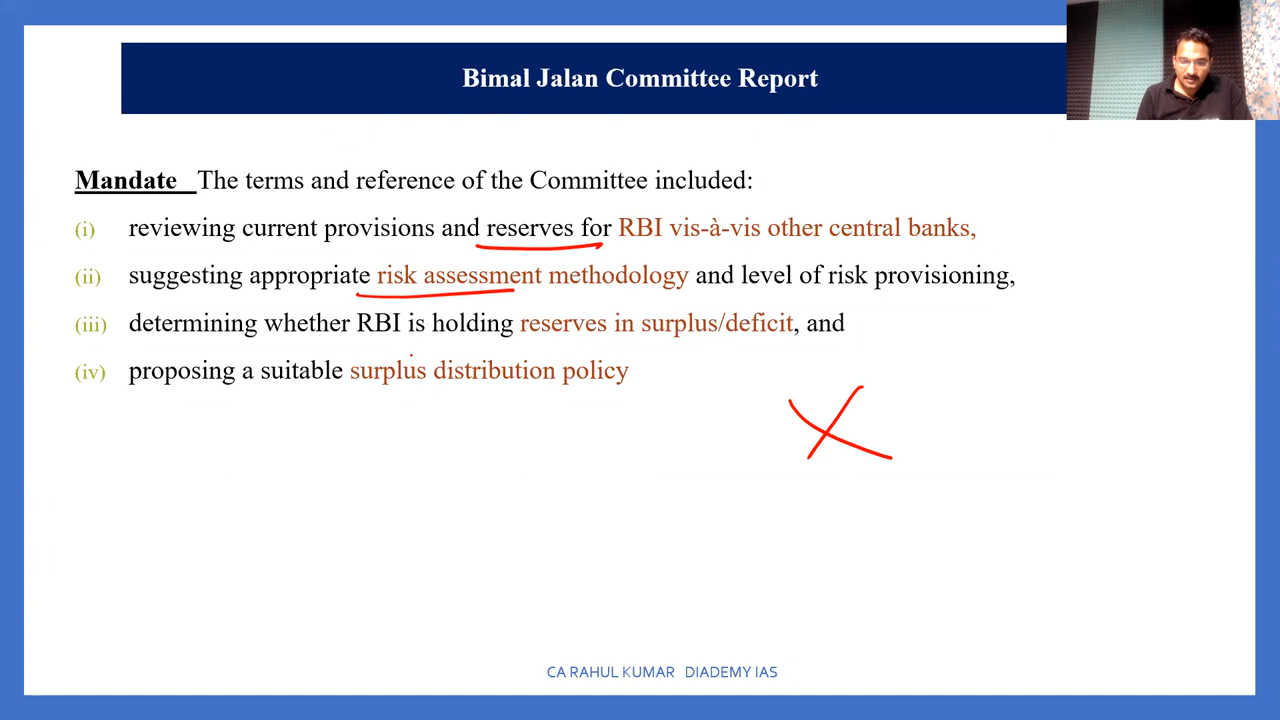 Bimal Jalan Committee Report
Mandate The terms and reference of the Committee included:
(i) reviewing current provisions and reserves for RBI vis-à-vis other central banks,
(ii) suggesting appropriate risk assessment methodology and level of risk provisioning,
(iii) determining whether RBI is holding reserves in surplus/deficit, and
(iv) proposing a suitable surplus distribution policy
CA RAHUL KUMAR DIADEMY IAS